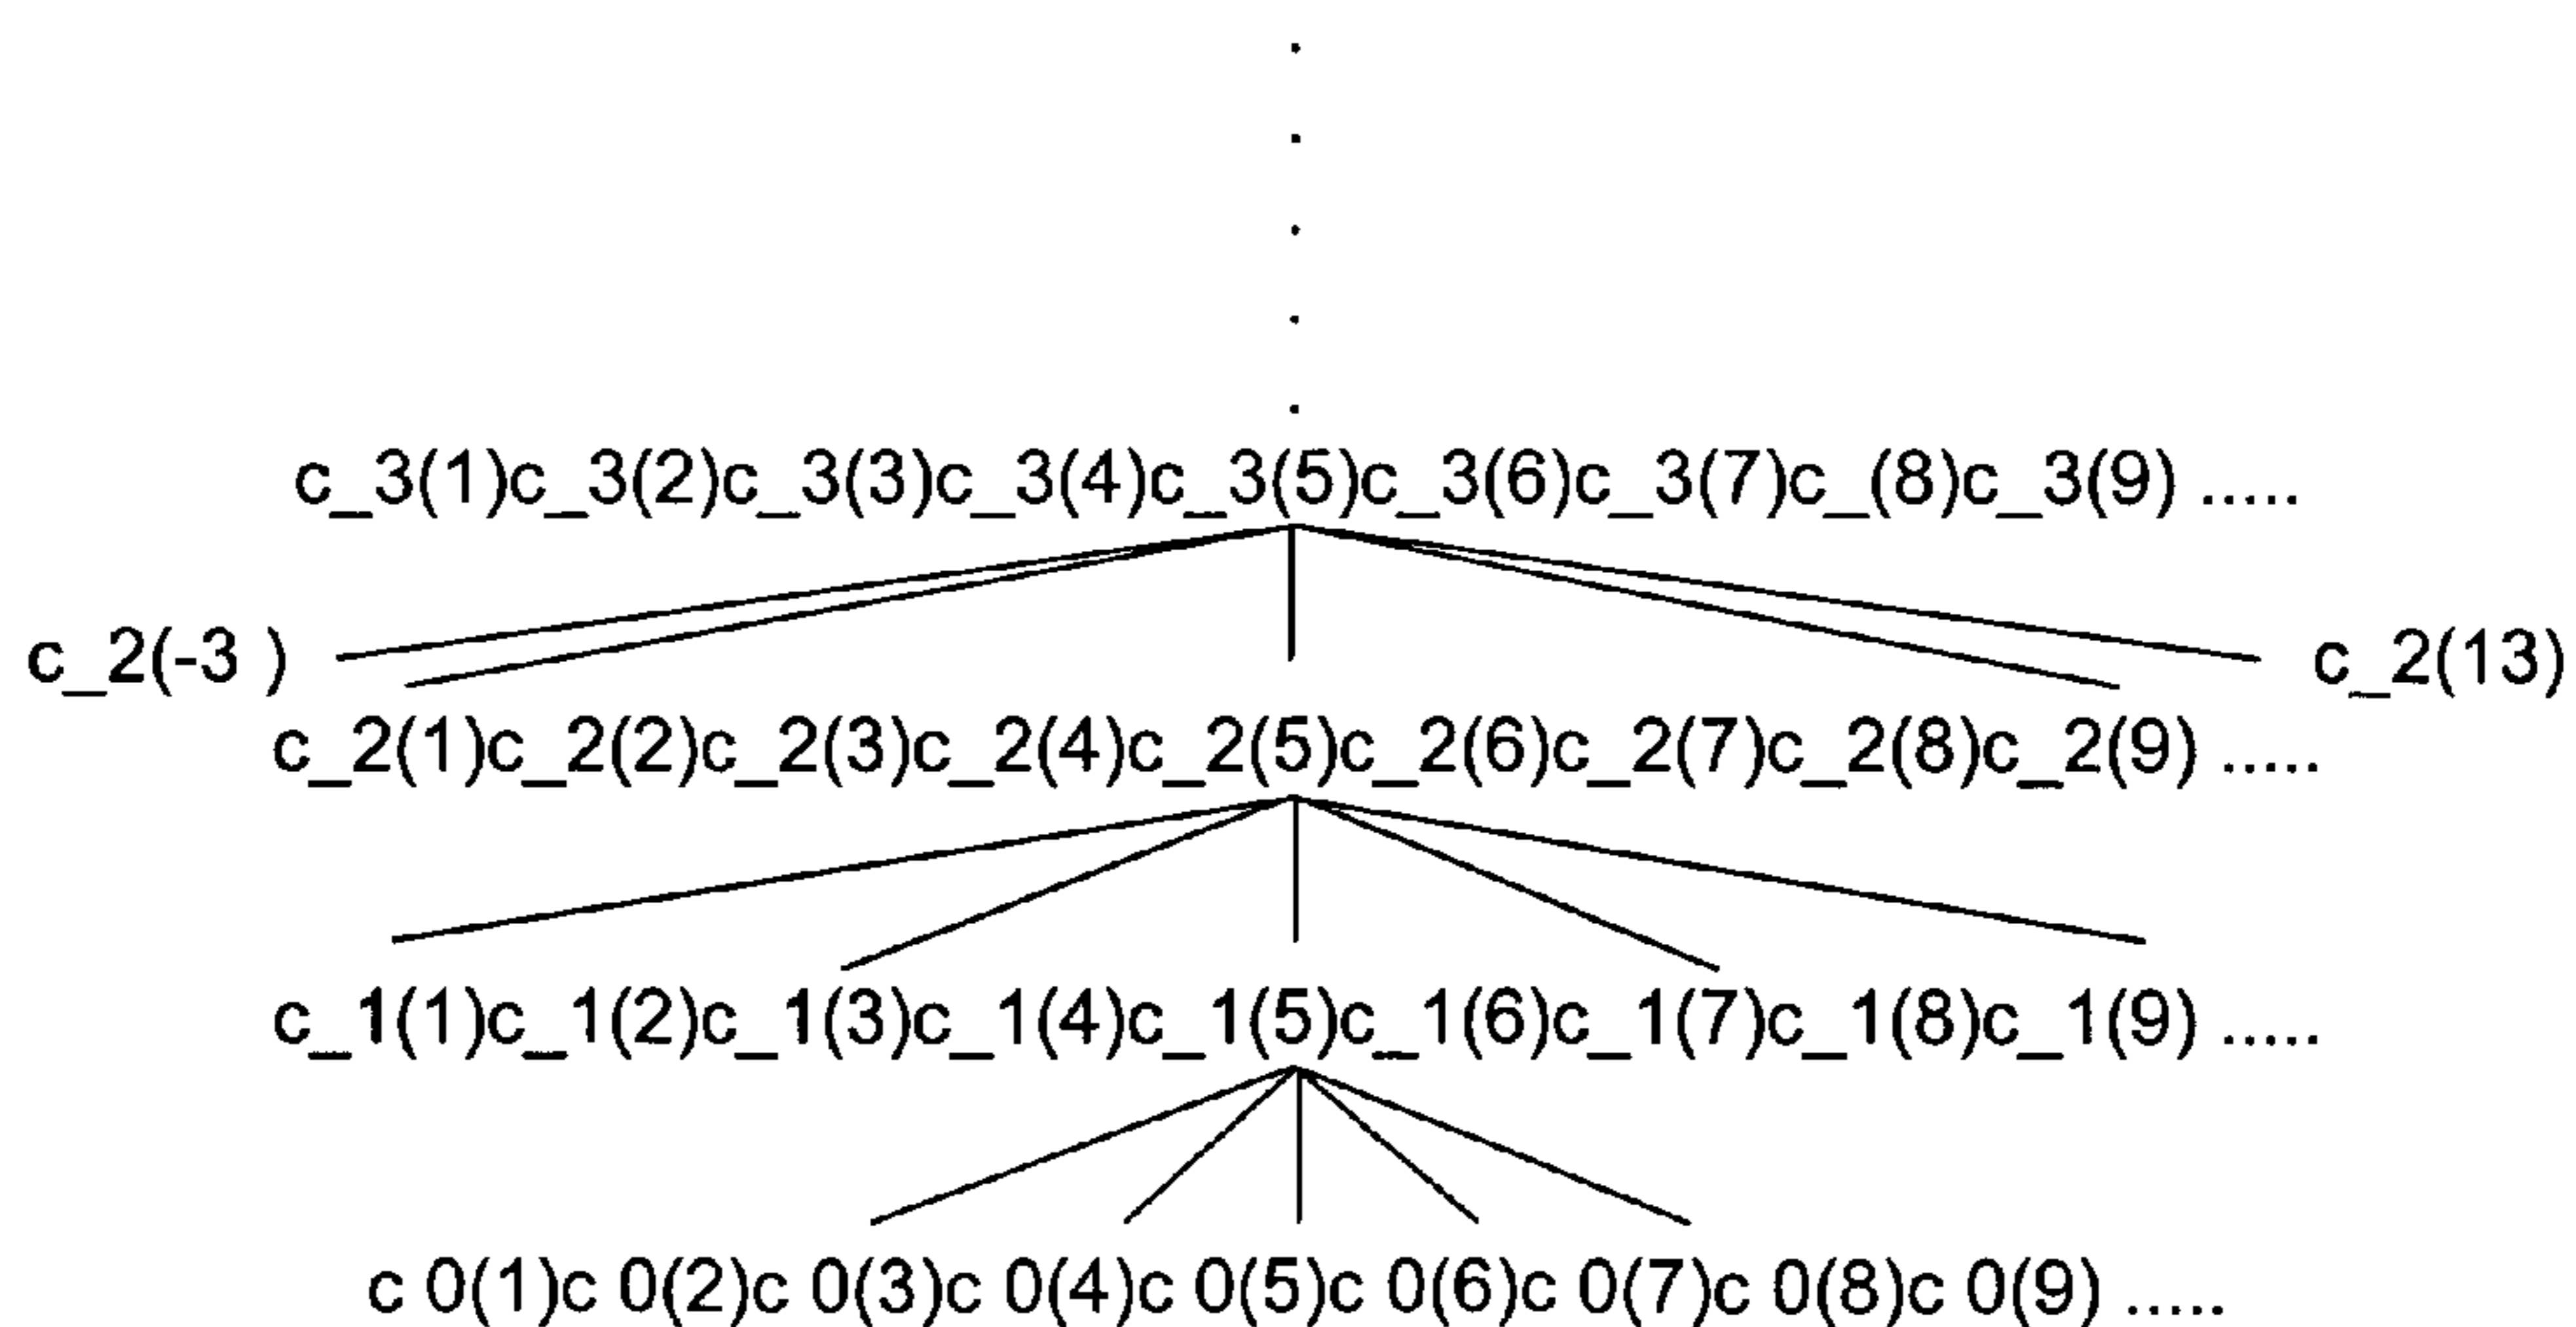 c_3(1)c_3(2)c_3(3)c_3(4)c_3(5)c_3(6)c_3(7)c_(8)c_3(9) .....
c_2(-3 ) c_2(13)
c_2(1)c_2(2)c_2(3)c_2(4)c_2(5)c_2(6)c_2(7)c_2(8)c_2(9) .....
c_1(1)c_1(2)c_1(3)c_1(4)c_1(5)c_1(6)c_1(7)c_1(8)c_1(9) .....
c 0(1)c 0(2)c 0(3)c 0(4)c 0(5)c 0(6)c 0(7)c 0(8)c 0(9) .....